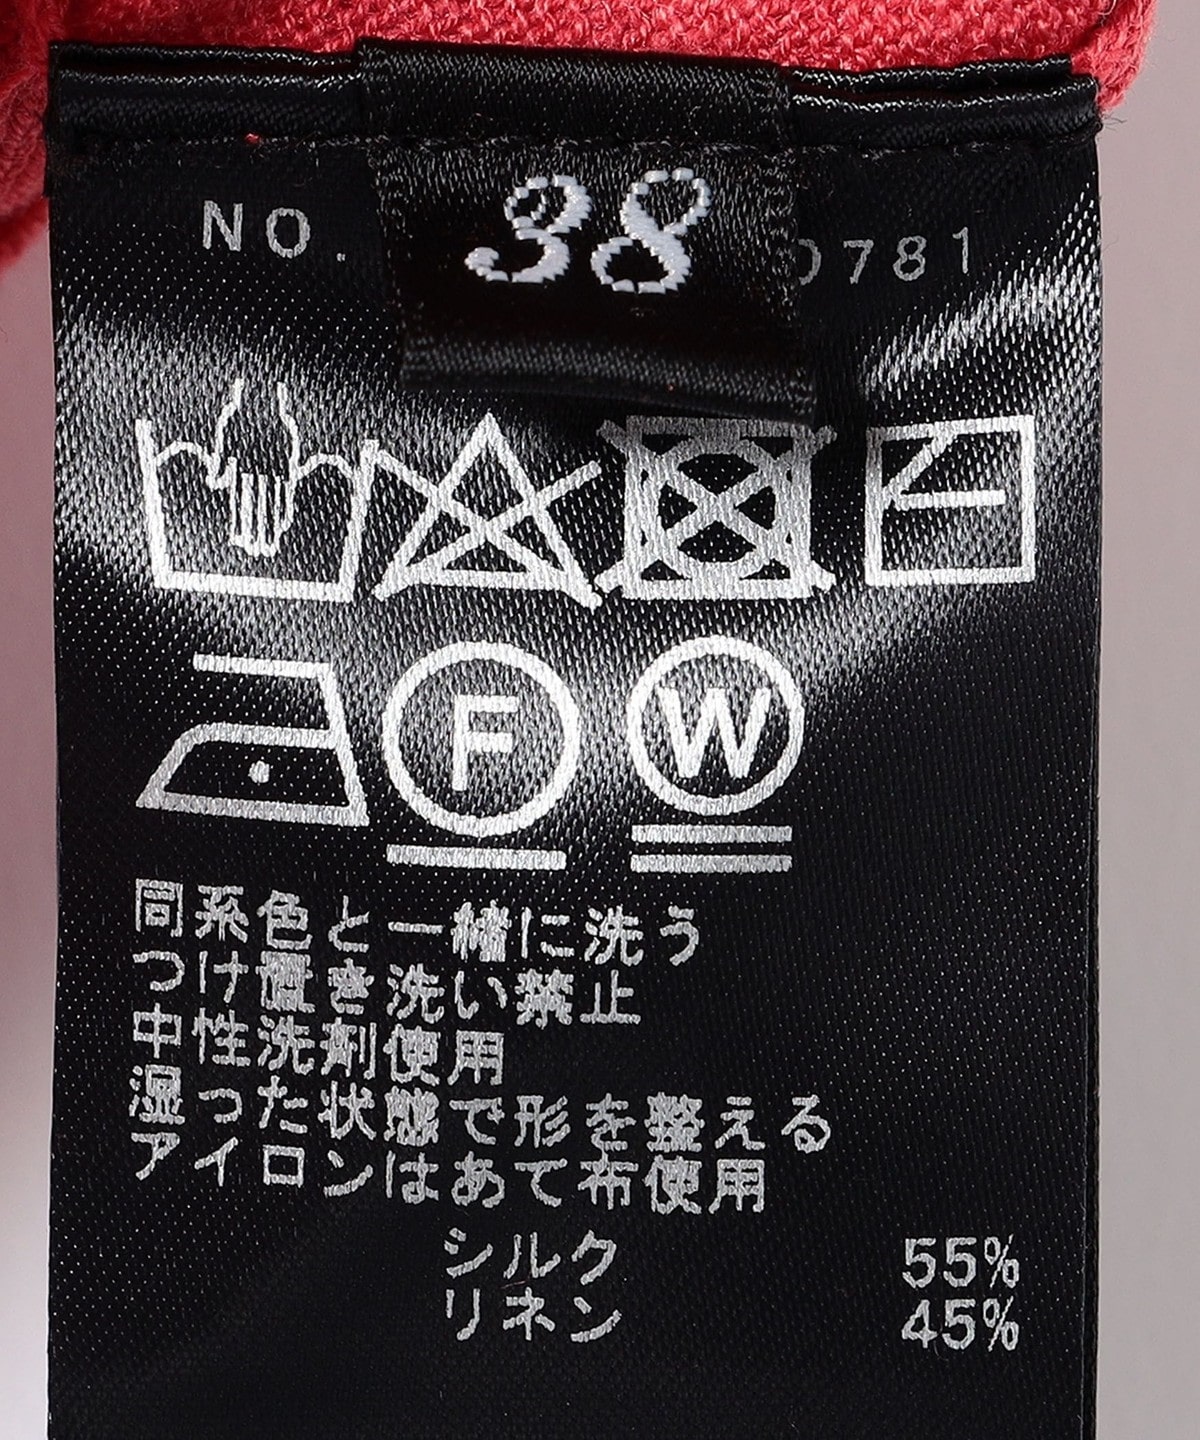 NO.
38
0781
F
W
同系色と一緒に洗う
つけ置き洗い禁止
中性洗剤使用
湿った状態で形を整える
アイロンはあて布使用
シルク 55%
リネン 45%